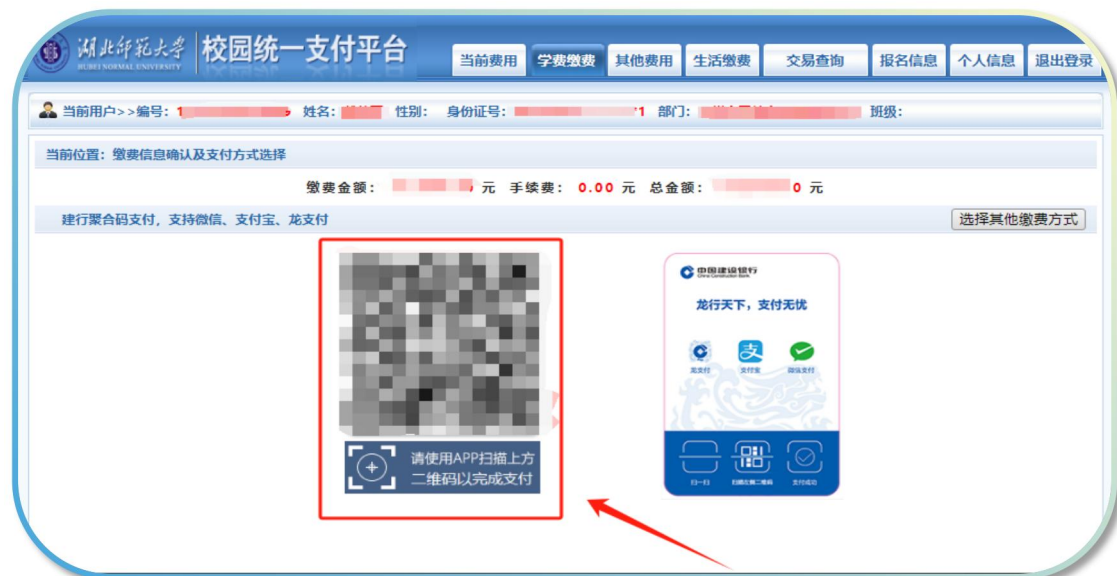 湖北师范大学 校园统一支付平台
HUBEI NORMAL UNIVERSITY
当前费用 学费缴费 其他费用 生活缴费 交易查询 报名信息 个人信息 退出登录
当前用户>>编号: 1 姓名: 性别: 身份证号: 1 部门: 班级:
当前位置: 缴费信息确认及支付方式选择
缴费金额: 元 手续费: 0.00 元 总金额: 0 元
建行聚合码支付, 支持微信、支付宝、龙支付
选择其他缴费方式
请使用APP扫描上方
二维码以完成支付
中国建设银行
China Construction Bank
龙行天下，支付无忧
支
龙支付 支付宝 微信支付
扫一扫 扫描左侧二维码 支付成功